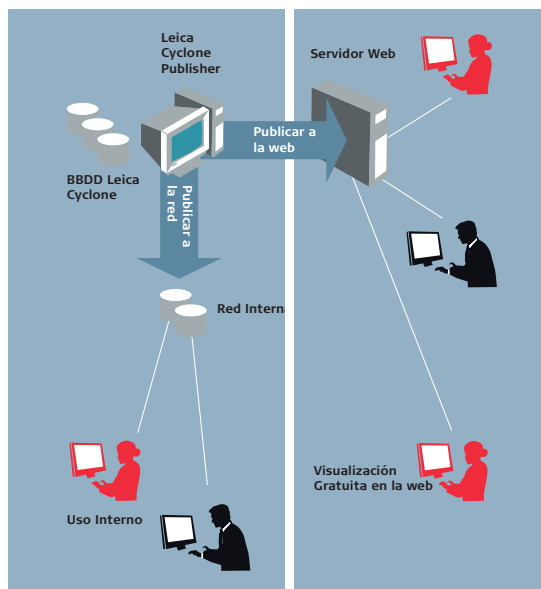 Leica
Cyclone
Publisher
BBDD Leica
Cyclone
Publicar a
la web
Publicar a
la red
Red Intern
Uso Interno
Servidor Web
Visualización
Gratuita en la web